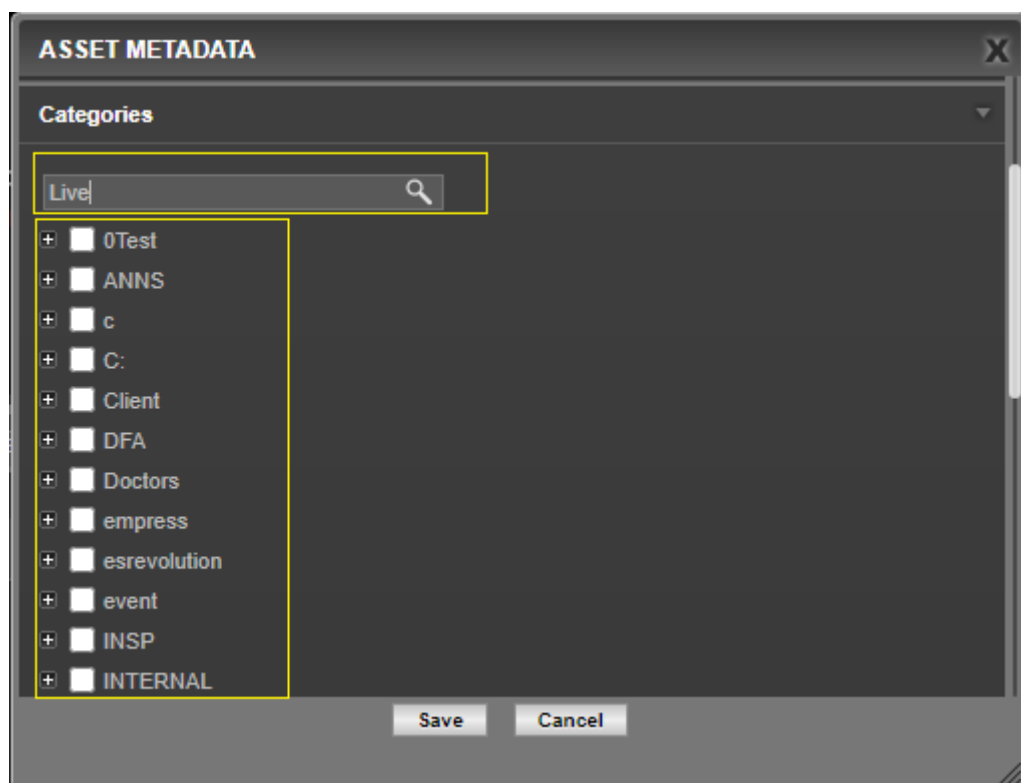 ASSET METADATA X
Categories
Live
0Test
ANNS
c
C:
Client
DFA
Doctors
empress
esrevolution
event
INSP
INTERNAL
Save Cancel